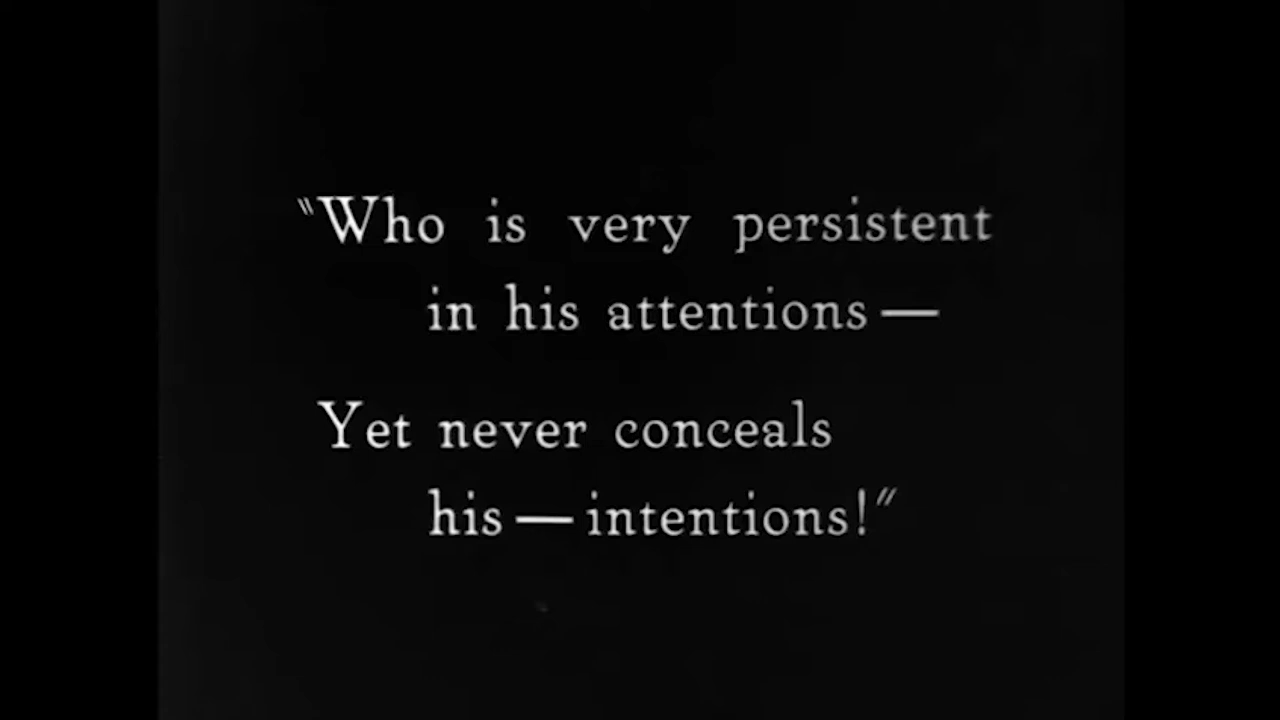 "Who is very persistent
in his attentions —
Yet never conceals
his — intentions!"